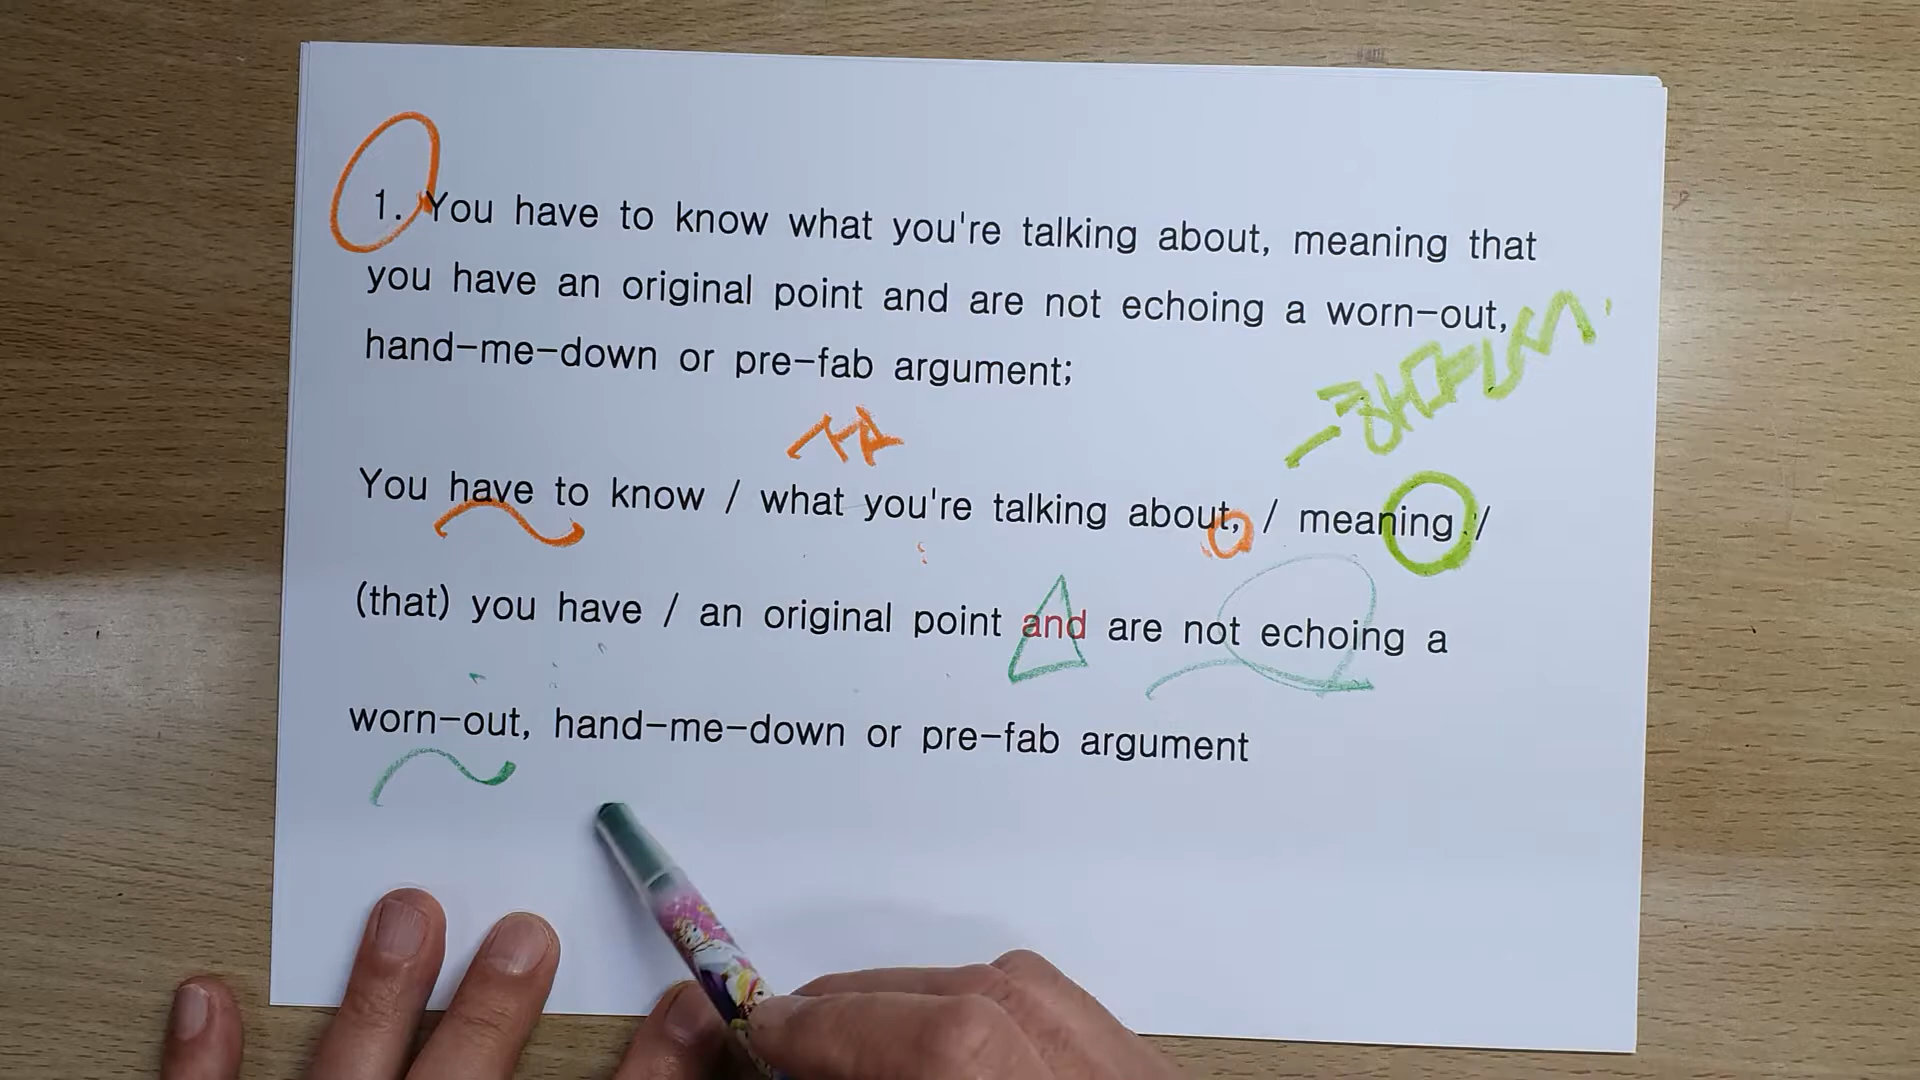 1. You have to know what you're talking about, meaning that
you have an original point and are not echoing a worn-out,
hand-me-down or pre-fab argument;
You have to know / what you're talking about, / meaning /
(that) you have / an original point and are not echoing a
worn-out, hand-me-down or pre-fab argument